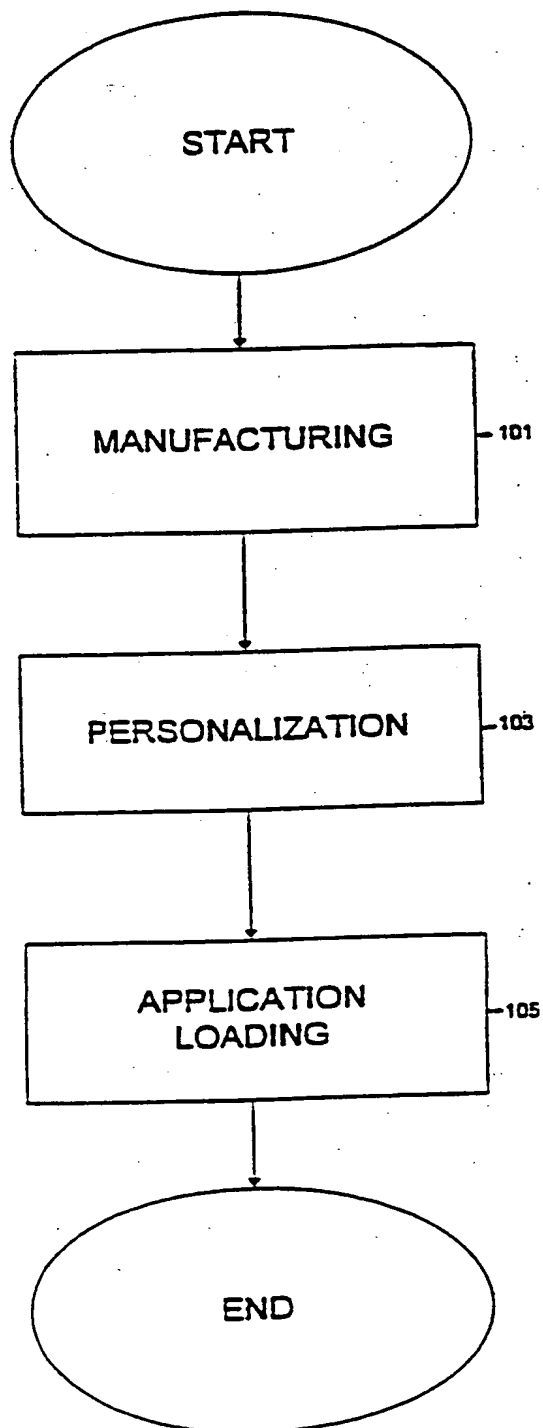 START
MANUFACTURING
101
PERSONALIZATION
103
APPLICATION
LOADING
105
END